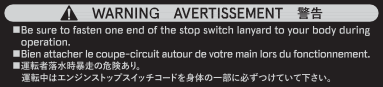 WARNING AVERTISSEMENT 警告
■Be sure to fasten one end of the stop switch lanyard to your body during
operation.
■Bien attacher le coupe-circuit autour de votre main lors du fonctionnement.
■運転者落水時暴走の危険あり。
運転中はエンジンストップスイッチコードを身体の一部に必ずつけていて下さい。